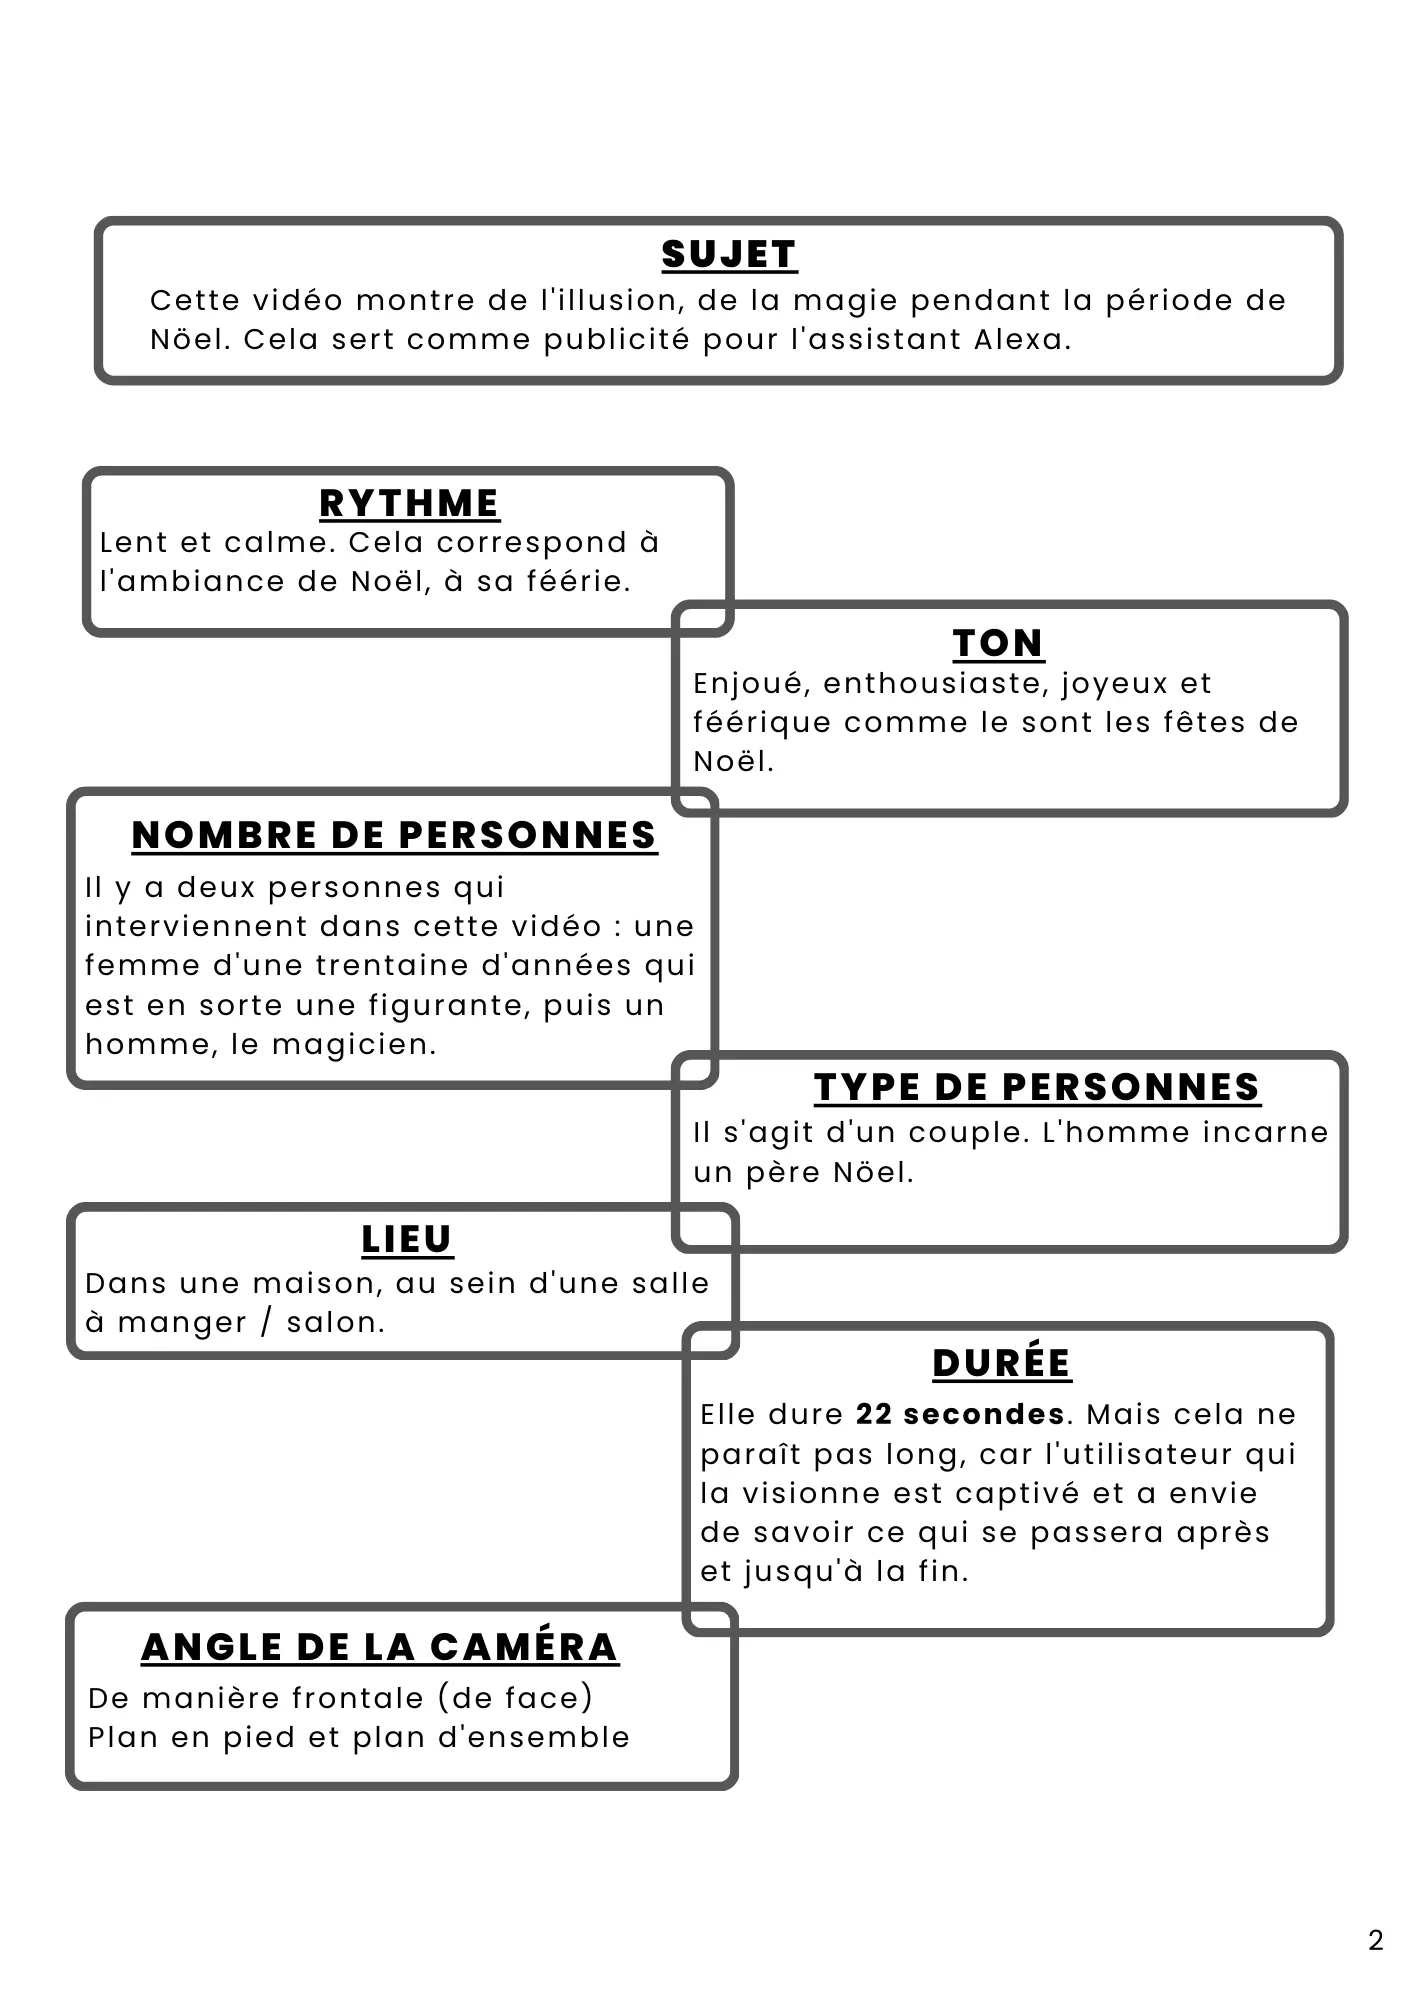 SUJET
Cette vidéo montre de l'illusion, de la magie pendant la période de
Nöel. Cela sert comme publicité pour l'assistant Alexa.
RYTHME
Lent et calme. Cela correspond à
l'ambiance de Noël, à sa féérie.
TON
Enjoué, enthousiaste, joyeux et
féérique comme le sont les fêtes de
Noël.
NOMBRE DE PERSONNES
Il y a deux personnes qui
interviennent dans cette vidéo : une
femme d'une trentaine d'années qui
est en sorte une figurante, puis un
homme, le magicien.
TYPE DE PERSONNES
Il s'agit d'un couple. L'homme incarne
un père Nöel.
LIEU
Dans une maison, au sein d'une salle
à manger / salon.
DURÉE
Elle dure 22 secondes. Mais cela ne
paraît pas long, car l'utilisateur qui
la visionne est captivé et a envie
de savoir ce qui se passera après
et jusqu'à la fin.
ANGLE DE LA CAMÉRA
De manière frontale (de face)
Plan en pied et plan d'ensemble
2